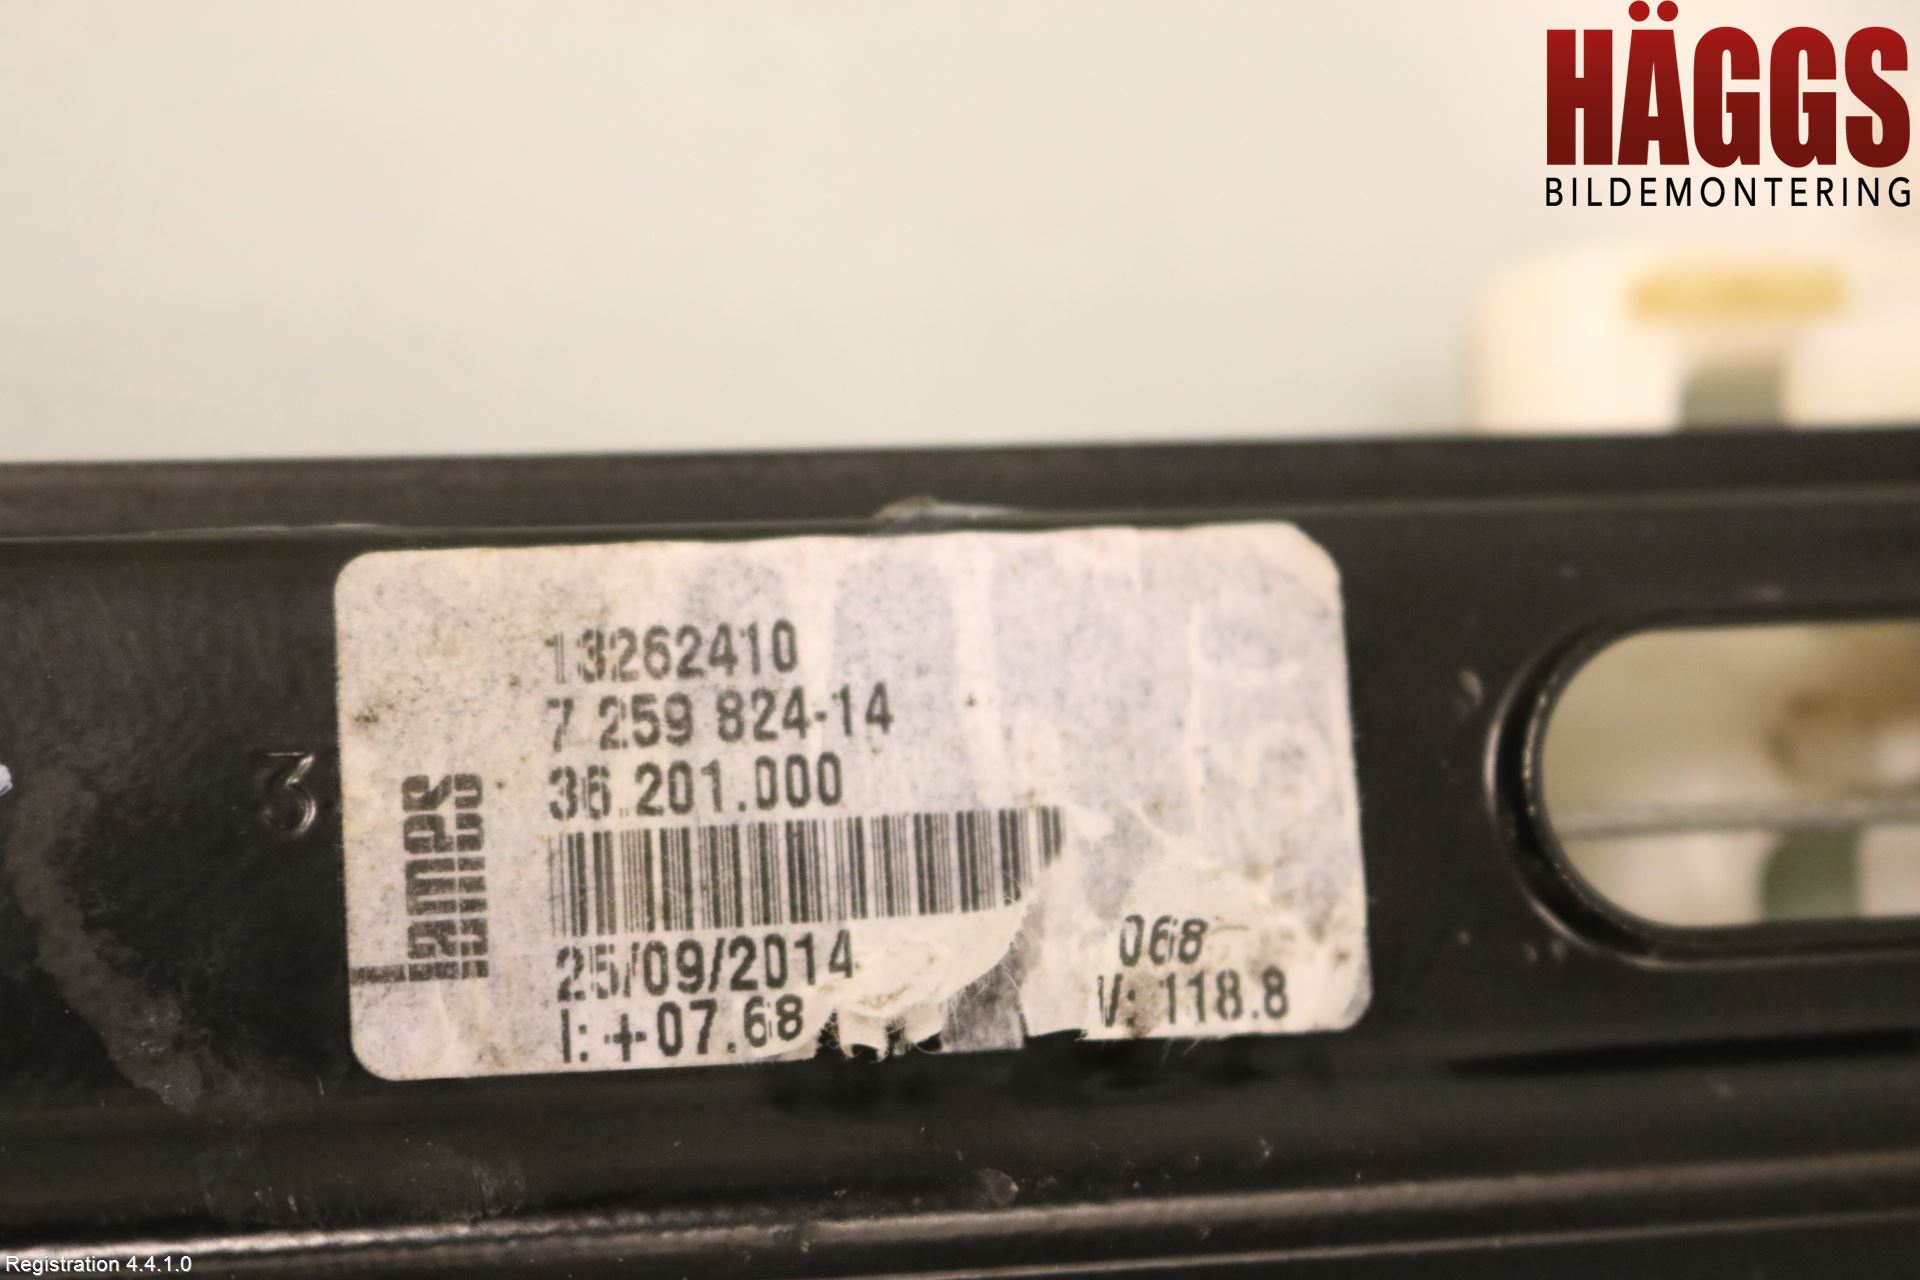 HÄGGS
BILDEMONTERING
13262410
7 259 824-14
36.201.000
3
lames
25/09/2014
068
I: +07.68
V: 118.8
Registration 4.4.1.0